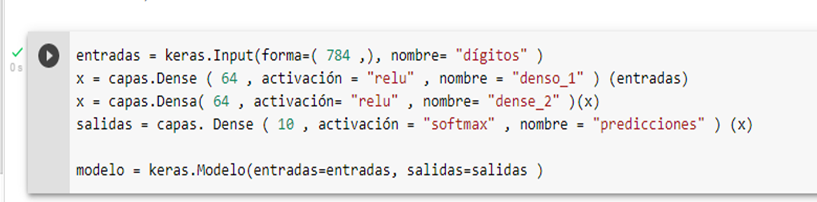 0 s
entradas = keras.Input(forma=( 784 ,), nombre= "dígitos" )
x = capas.Dense ( 64 , activación = "relu" , nombre = "denso_1" ) (entradas)
x = capas.Densa( 64 , activación= "relu" , nombre= "dense_2" )(x)
salidas = capas. Dense ( 10 , activación = "softmax" , nombre = "predicciones" ) (x)
modelo = keras.Modelo(entradas=entradas, salidas=salidas )